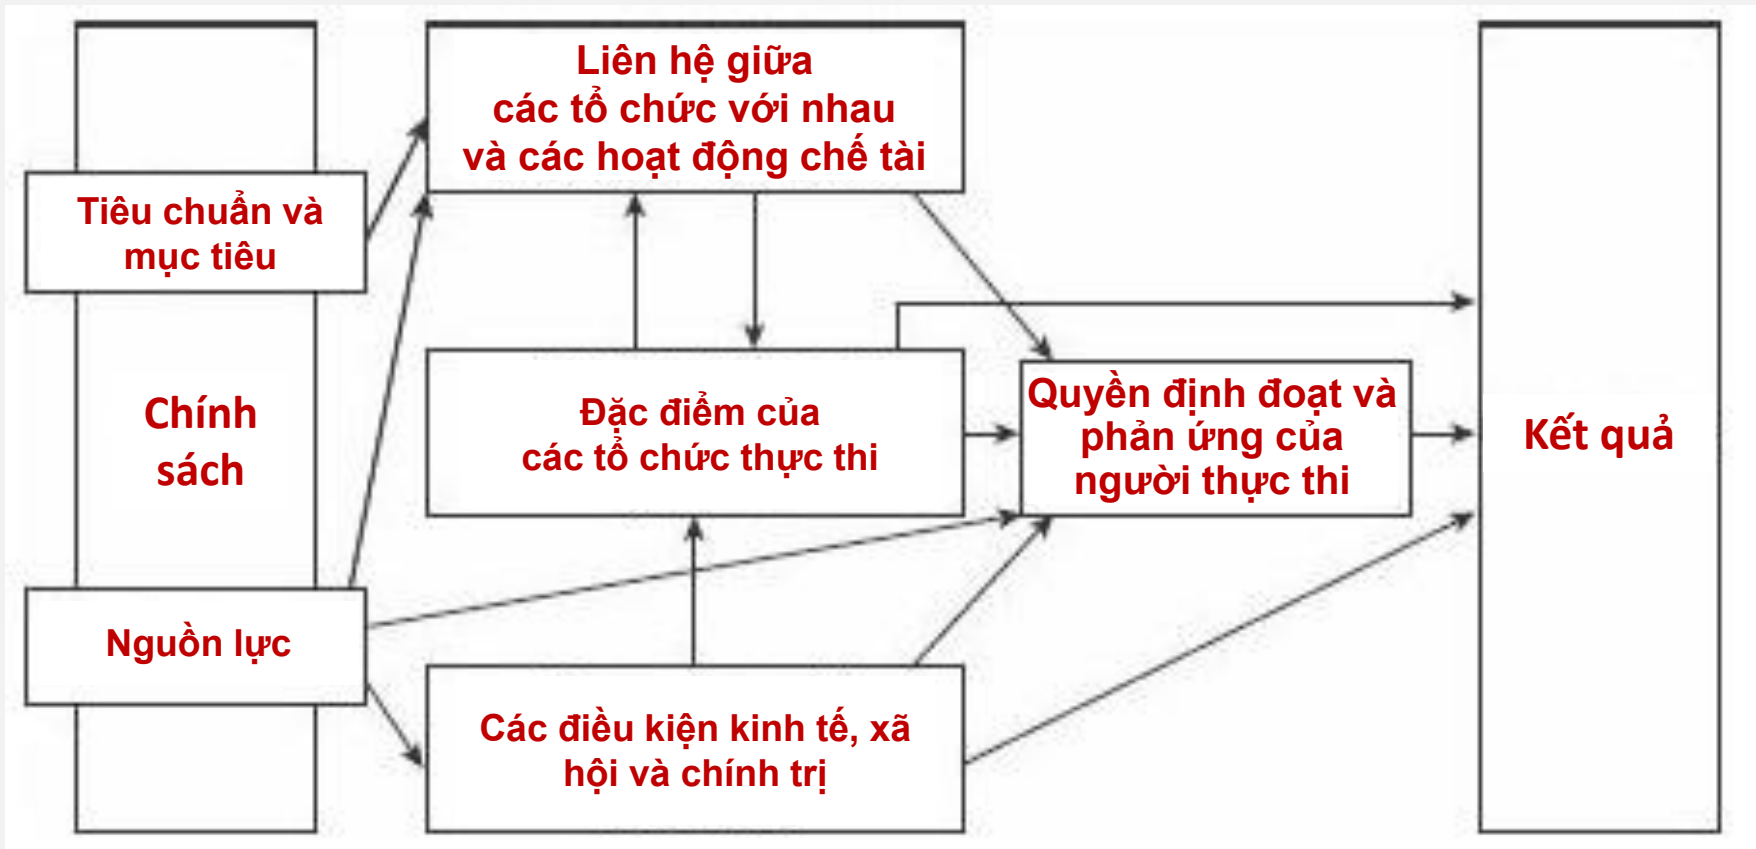 Liên hệ giữa
các tổ chức với nhau
và các hoạt động chế tài
Tiêu chuẩn và
mục tiêu
Chính
sách
Đặc điểm của
các tổ chức thực thi
Quyền định đoạt và
phản ứng của
người thực thi
Kết quả
Nguồn lực
Các điều kiện kinh tế, xã
hội và chính trị